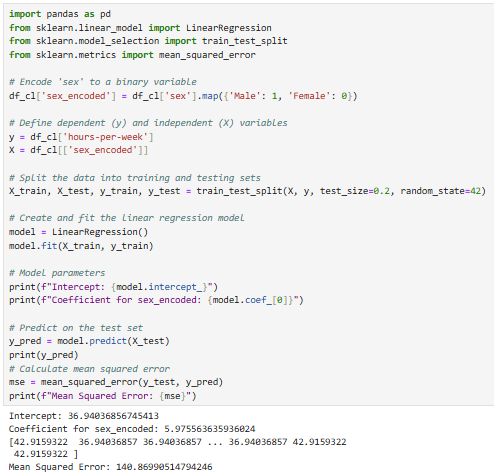 import pandas as pd
from sklearn.linear_model import LinearRegression
from sklearn.model_selection import train_test_split
from sklearn.metrics import mean_squared_error

# Encode 'sex' to a binary variable
df_cl['sex_encoded'] = df_cl['sex'].map({'Male': 1, 'Female': 0})

# Define dependent (y) and independent (X) variables
y = df_cl['hours-per-week']
X = df_cl[['sex_encoded']]

# Split the data into training and testing sets
X_train, X_test, y_train, y_test = train_test_split(X, y, test_size=0.2, random_state=42)

# Create and fit the linear regression model
model = LinearRegression()
model.fit(X_train, y_train)

# Model parameters
print(f"Intercept: {model.intercept_}")
print(f"Coefficient for sex_encoded: {model.coef_[0]}")

# Predict on the test set
y_pred = model.predict(X_test)
print(y_pred)
# Calculate mean squared error
mse = mean_squared_error(y_test, y_pred)
print(f"Mean Squared Error: {mse}")
Intercept: 36.94036856745413
Coefficient for sex_encoded: 5.975563635936024
[42.9159322  36.94036857 36.94036857 ... 36.94036857 42.9159322
 42.9159322 ]
Mean Squared Error: 140.86990514794246